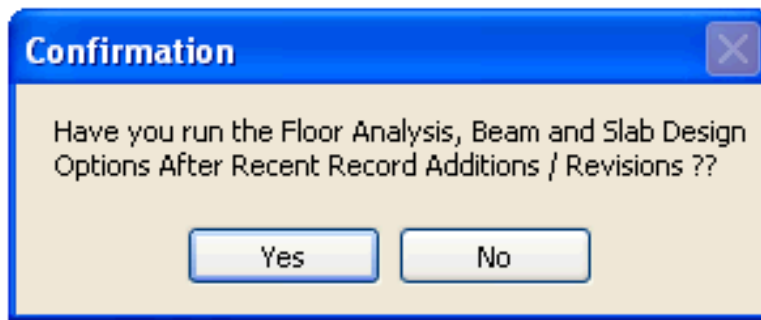 Confirmation
Have you run the Floor Analysis, Beam and Slab Design
Options After Recent Record Additions / Revisions ??
Yes
No